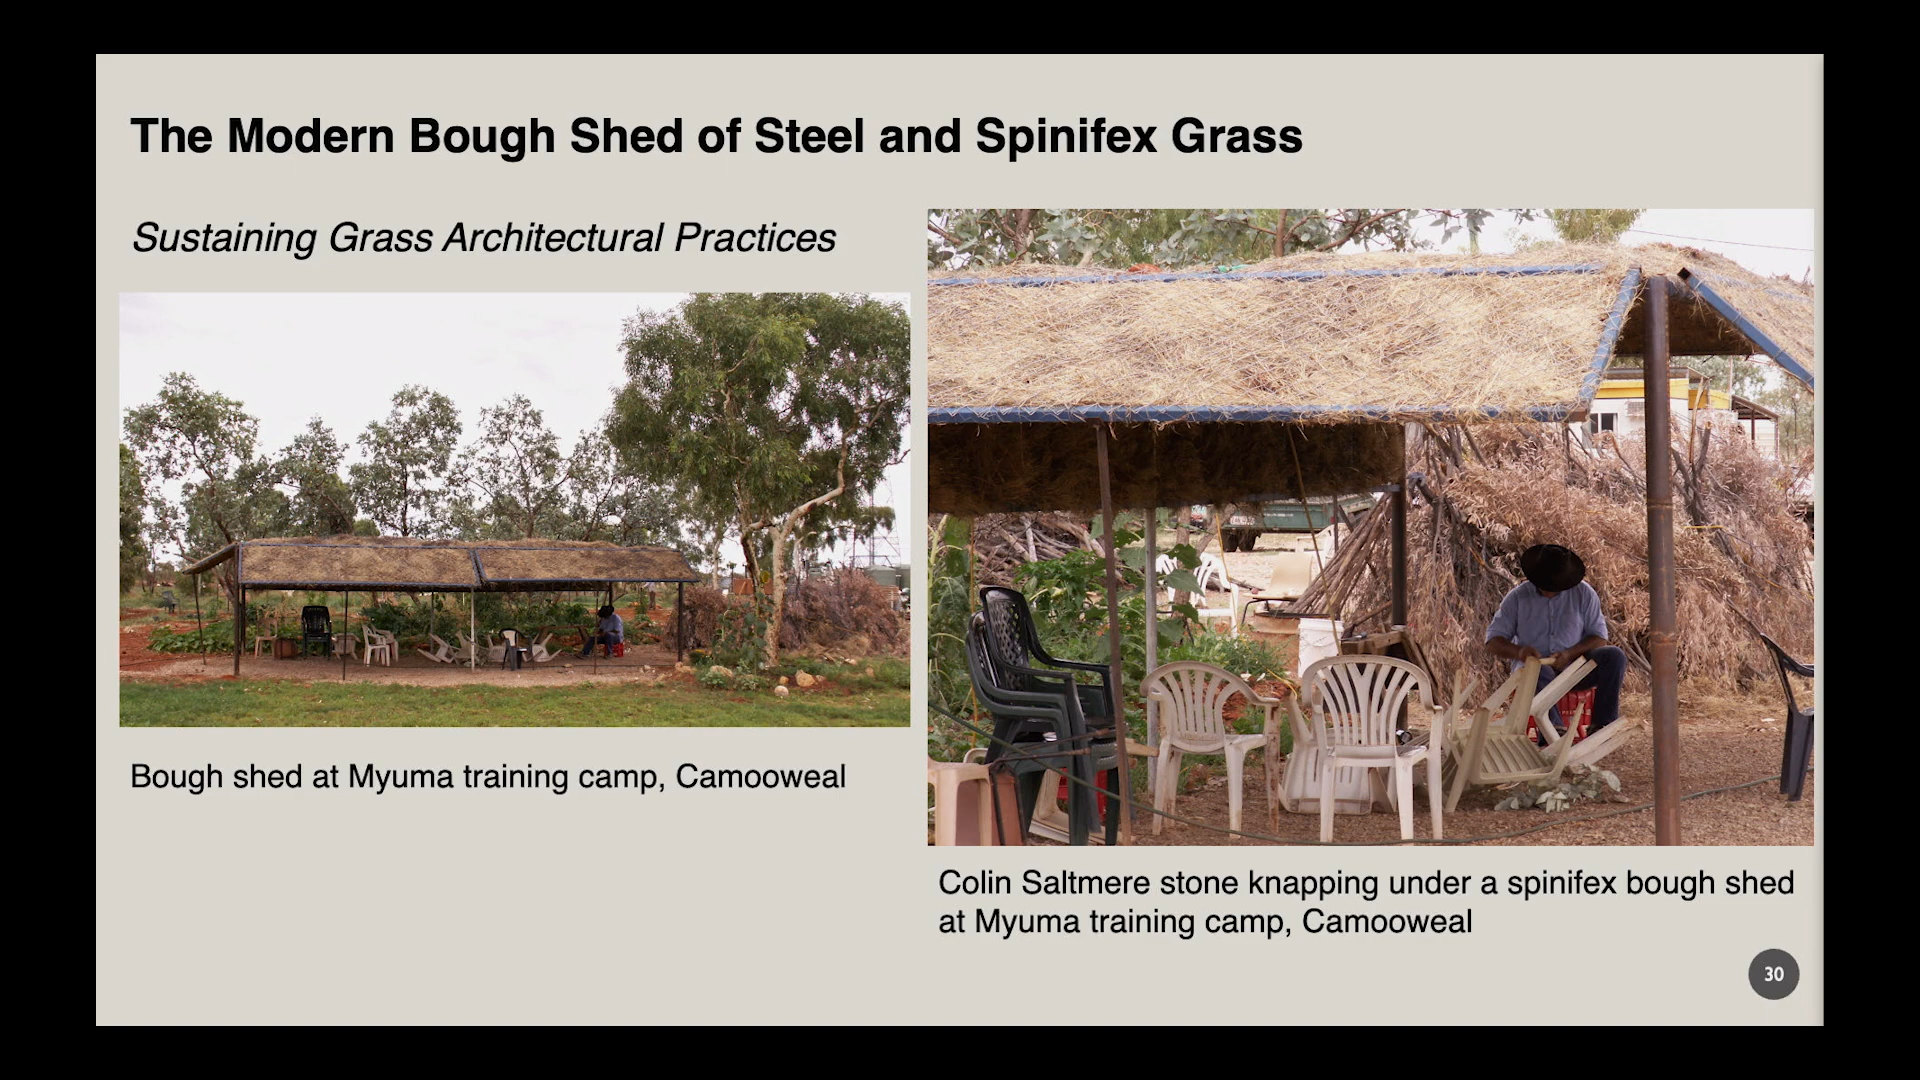 The Modern Bough Shed of Steel and Spinifex Grass
Sustaining Grass Architectural Practices
Bough shed at Myuma training camp, Camooweal
Colin Saltmere stone knapping under a spinifex bough shed
at Myuma training camp, Camooweal
30